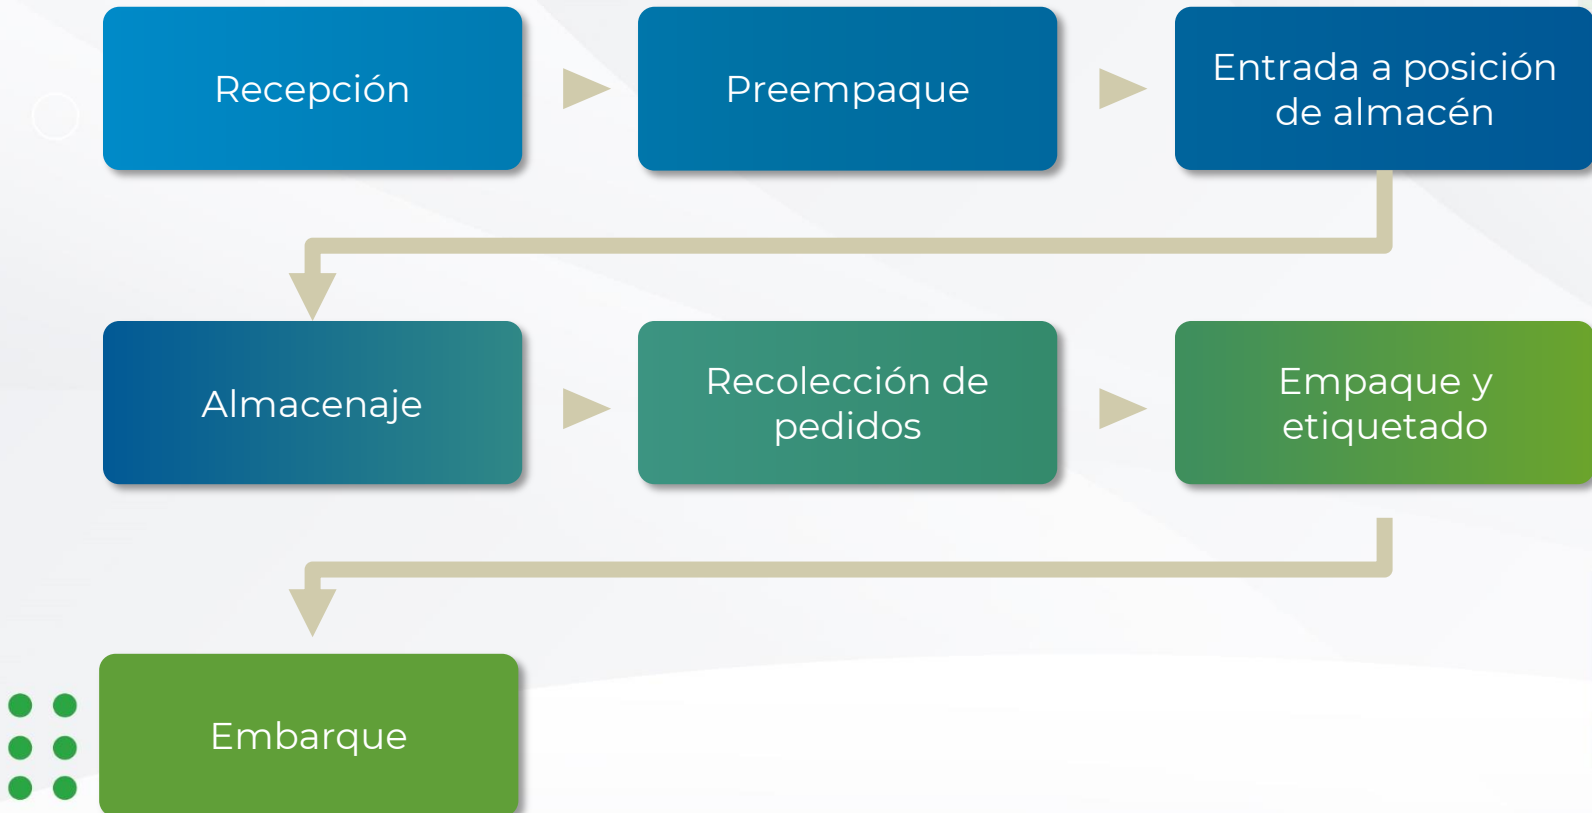 Recepción
Preempaque
Entrada a posición
de almacén
Almacenaje
Recolección de
pedidos
Empaque y
etiquetado
Embarque